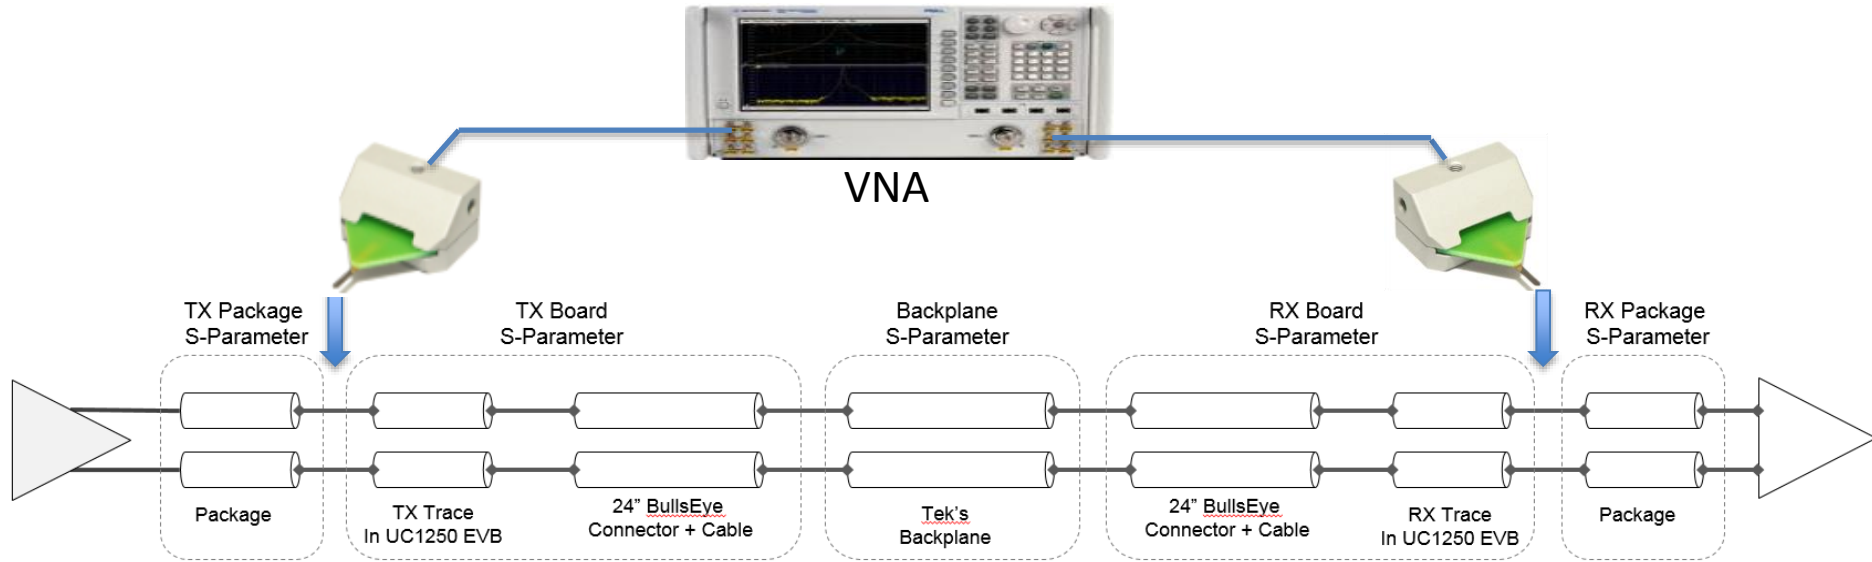 VNA
TX Package
S-Parameter
TX Board
S-Parameter
Backplane
S-Parameter
RX Board
S-Parameter
RX Package
S-Parameter
Package
TX Trace
In UC1250 EVB
24” BullsEye
Connector + Cable
Tek’s
Backplane
24” BullsEye
Connector + Cable
RX Trace
In UC1250 EVB
Package